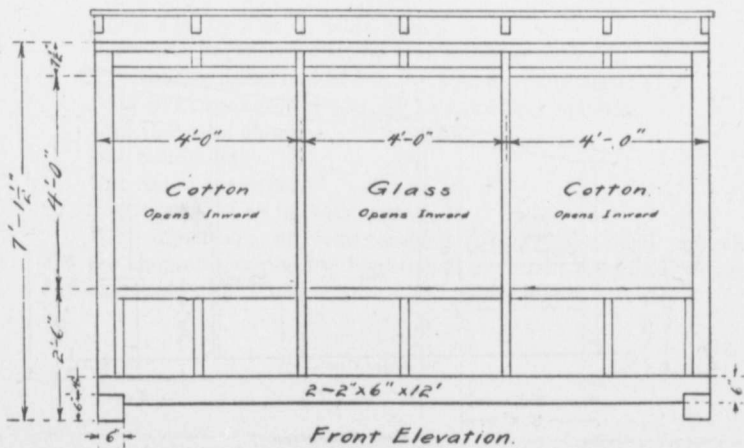 7½"
4'-0" 4'-0" 4'-0"
4'-0"
7'-1½"
Cotton Glass Cotton
Opens Inward Opens Inward Opens Inward
2'-6"
2-2"x6"x12'
6"
6"
Front Elevation.